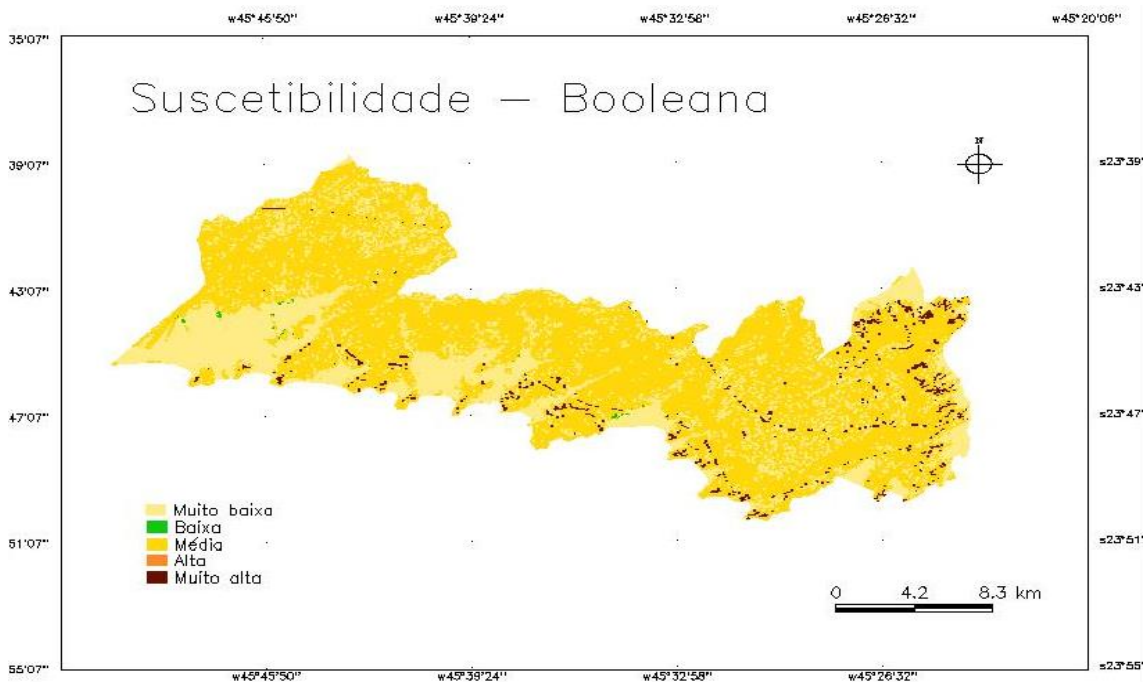 w45°45'50'' w45°39'24'' w45°32'58'' w45°26'32'' w45°20'06''
35'07''
Suscetibilidade — Booleana
N
39'07'' s23°39'
43'07'' s23°43'
47'07'' s23°47'
Muito baixa
Baixa
Média
51'07'' s23°51'
Alta
Muito alta
0 4.2 8.3 km
55'07'' s23°55'
w45°45'50'' w45°39'24'' w45°32'58'' w45°26'32''